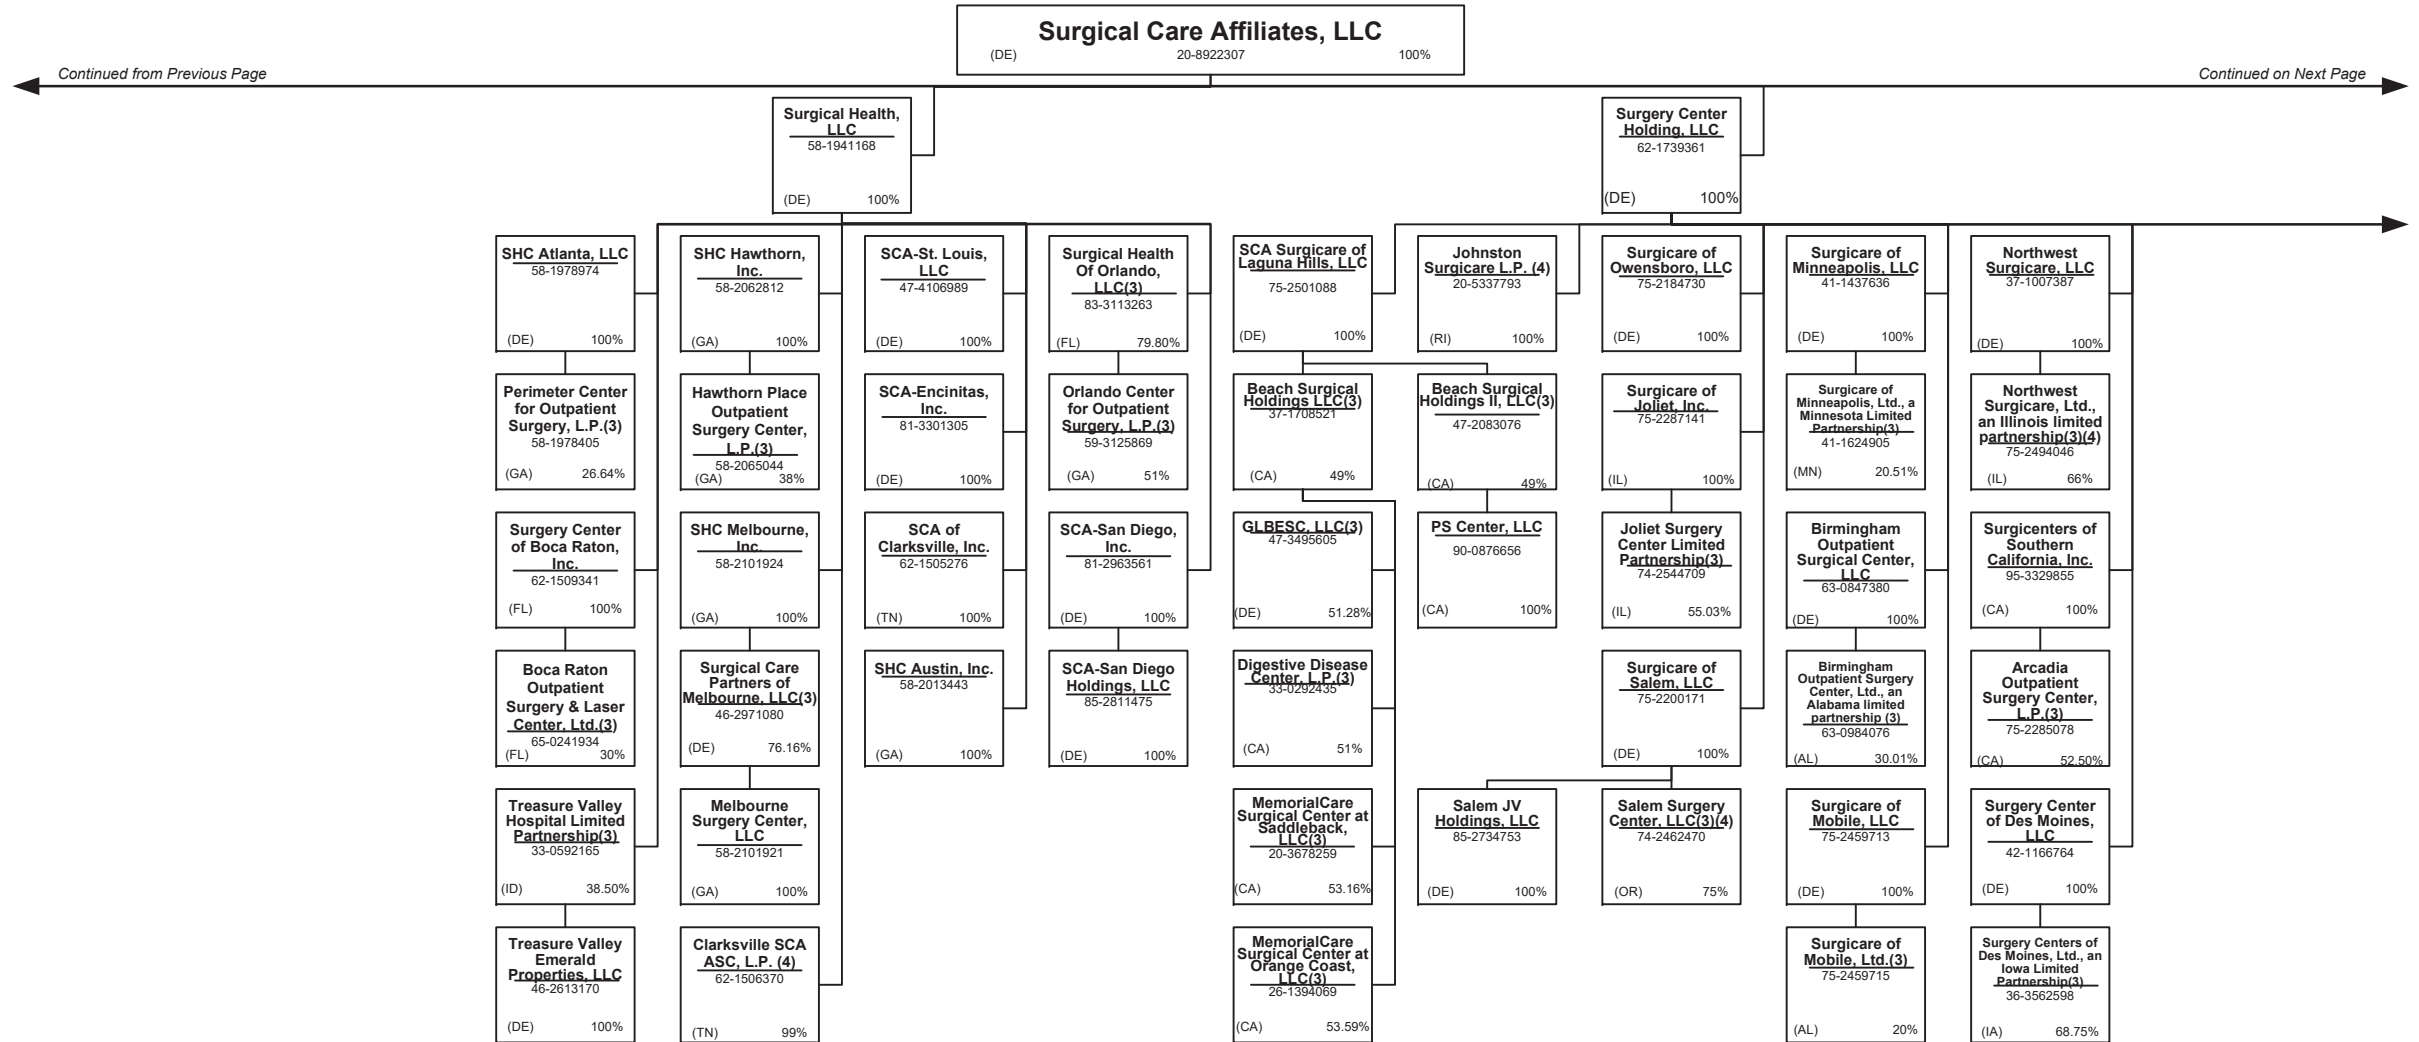 Surgical Care Affiliates, LLC
(DE) 20-8922307 100%
Continued from Previous Page
Continued on Next Page
Surgical Health,
LLC
58-1941168
(DE) 100%
Surgery Center
Holding, LLC
62-1739361
(DE) 100%
SHC Atlanta, LLC
58-1978974
(DE) 100%
SHC Hawthorn,
Inc.
58-2062812
(GA) 100%
SCA-St. Louis,
LLC
47-4106989
(DE) 100%
Surgical Health
Of Orlando,
LLC(3)
83-3113263
(FL) 79.80%
SCA Surgicare of
Laguna Hills, LLC
75-2501088
(DE) 100%
Johnston
Surgicare L.P. (4)
20-5337793
(RI) 100%
Surgicare of
Owensboro, LLC
75-2184730
(DE) 100%
Surgicare of
Minneapolis, LLC
41-1437636
(DE) 100%
Northwest
Surgicare, LLC
37-1007387
(DE) 100%
Perimeter Center
for Outpatient
Surgery, L.P.(3)
58-1978405
(GA) 26.64%
Hawthorn Place
Outpatient
Surgery Center,
L.P.(3)
58-2065044
(GA) 38%
SCA-Encinitas,
Inc.
81-3301305
(DE) 100%
Orlando Center
for Outpatient
Surgery, L.P.(3)
59-3125869
(GA) 51%
Beach Surgical
Holdings LLC(3)
37-1708521
(CA) 49%
Beach Surgical
Holdings II, LLC(3)
47-2083076
(CA) 49%
Surgicare of
Joliet, Inc.
75-2287141
(IL) 100%
Surgicare of
Minneapolis, Ltd., a
Minnesota Limited
Partnership(3)
41-1624905
(MN) 20.51%
Northwest
Surgicare, Ltd.,
an Illinois limited
partnership(3)(4)
75-2494046
(IL) 66%
Surgery Center
of Boca Raton,
Inc.
62-1509341
(FL) 100%
SHC Melbourne,
Inc.
58-2101924
(GA) 100%
SCA of
Clarksville, Inc.
62-1505276
(TN) 100%
SCA-San Diego,
Inc.
81-2963561
(DE) 100%
GLBESC, LLC(3)
47-3495605
(DE) 51.28%
PS Center, LLC
90-0876656
(CA) 100%
Joliet Surgery
Center Limited
Partnership(3)
74-2544709
(IL) 55.03%
Birmingham
Outpatient
Surgical Center,
LLC
63-0847380
(DE) 100%
Surgicenters of
Southern
California, Inc.
95-3329855
(CA) 100%
Boca Raton
Outpatient
Surgery & Laser
Center, Ltd.(3)
65-0241934
(FL) 30%
Surgical Care
Partners of
Melbourne, LLC(3)
46-2971080
(DE) 76.16%
SHC Austin, Inc.
58-2013443
(GA) 100%
SCA-San Diego
Holdings, LLC
85-2811475
(DE) 100%
Digestive Disease
Center, L.P.(3)
33-0292435
(CA) 51%
Surgicare of
Salem, LLC
75-2200171
(DE) 100%
Birmingham
Outpatient Surgery
Center, Ltd., an
Alabama limited
partnership (3)
63-0984076
(AL) 30.01%
Arcadia
Outpatient
Surgery Center,
L.P.(3)
75-2285078
(CA) 52.50%
Treasure Valley
Hospital Limited
Partnership(3)
33-0592165
(ID) 38.50%
Melbourne
Surgery Center,
LLC
58-2101921
(GA) 100%
MemorialCare
Surgical Center at
Saddleback,
LLC(3)
20-3678259
(CA) 53.16%
Salem JV
Holdings, LLC
85-2734753
(DE) 100%
Salem Surgery
Center, LLC(3)(4)
74-2462470
(OR) 75%
Surgicare of
Mobile, LLC
75-2459713
(DE) 100%
Surgery Center
of Des Moines,
LLC
42-1166764
(DE) 100%
Treasure Valley
Emerald
Properties, LLC
46-2613170
(DE) 100%
Clarksville SCA
ASC, L.P. (4)
62-1506370
(TN) 99%
MemorialCare
Surgical Center at
Orange Coast,
LLC(3)
26-1394069
(CA) 53.59%
Surgicare of
Mobile, Ltd.(3)
75-2459715
(AL) 20%
Surgery Centers of
Des Moines, Ltd., an
Iowa Limited
Partnership(3)
36-3562598
(IA) 68.75%